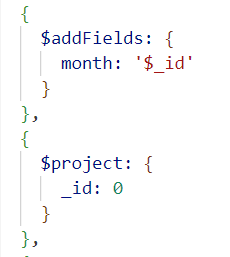 {
$addFields: {
month: '$_id'
}
},
{
$project: {
_id: 0
}
},